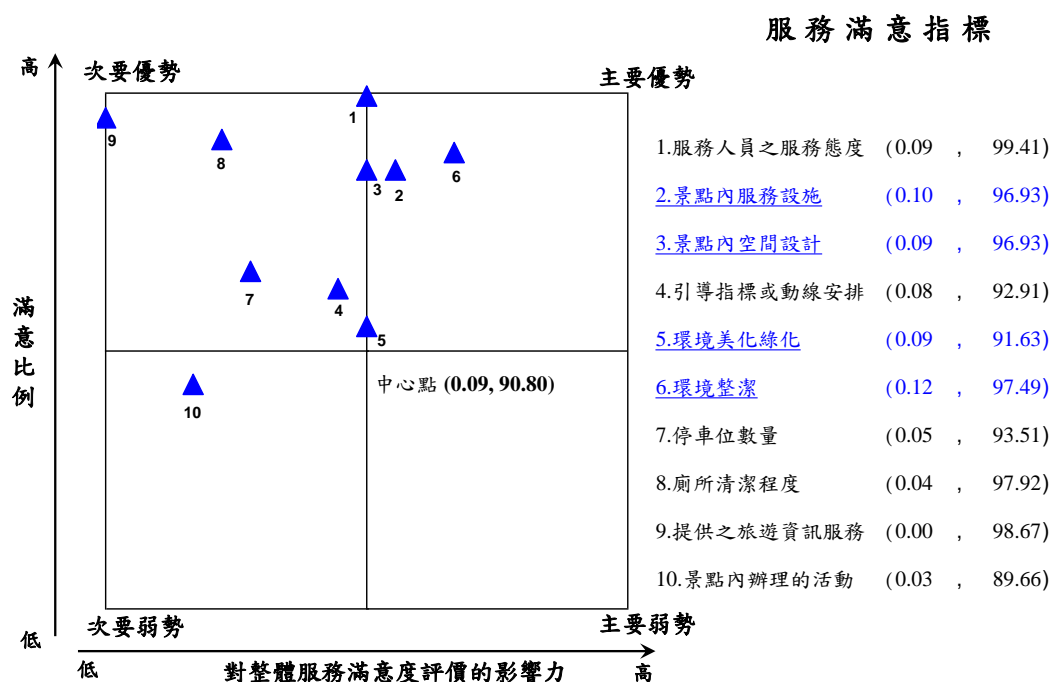 服務滿意指標
高
次要優勢
主要優勢
1
9
8
3
2
6
7
4
5
10
滿意比例
中心點 (0.09, 90.80)
低
次要弱勢
主要弱勢
低
對整體服務滿意度評價的影響力
高
1.服務人員之服務態度 (0.09 , 99.41)
2.景點內服務設施 (0.10 , 96.93)
3.景點內空間設計 (0.09 , 96.93)
4.引導指標或動線安排 (0.08 , 92.91)
5.環境美化綠化 (0.09 , 91.63)
6.環境整潔 (0.12 , 97.49)
7.停車位數量 (0.05 , 93.51)
8.廁所清潔程度 (0.04 , 97.92)
9.提供之旅遊資訊服務 (0.00 , 98.67)
10.景點內辦理的活動 (0.03 , 89.66)